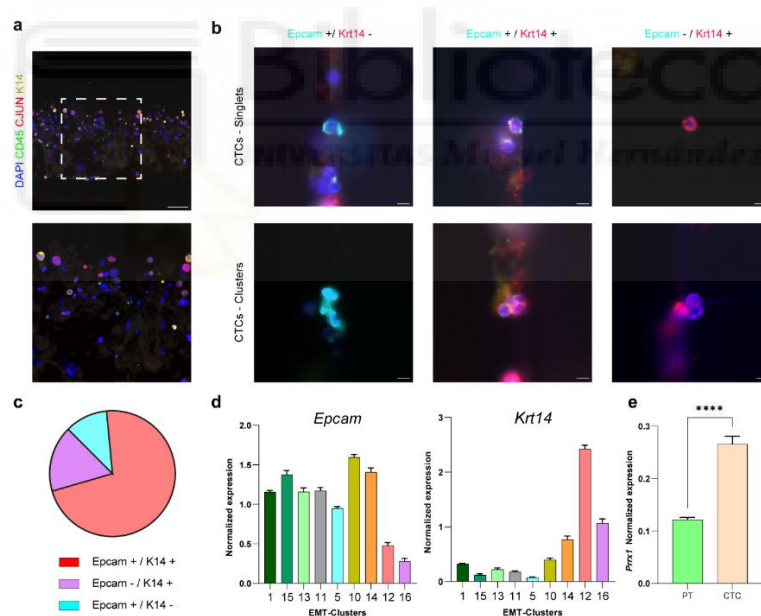 a
DAPI CD45 CJUN K14
b
Epcam +/ Krt14 -
Epcam +/ Krt14 +
Epcam -/ Krt14 +
CTCs - Singlets
CTCs - Clusters
Biblioteca
UNIVERSITAS Miguel Hernández
c
Epcam + / K14 +
Epcam - / K14 +
Epcam + / K14 -
d
Epcam
Normalized expression
2.0
1.5
1.0
0.5
0.0
1 15 13 11 5 10 14 12 16
EMT-Clusters
Krt14
Normalized expression
3
2
1
0
1 15 13 11 5 10 14 12 16
EMT-Clusters
e
****
Prrx1 Normalized expression
0.3
0.2
0.1
0.0
PT CTC